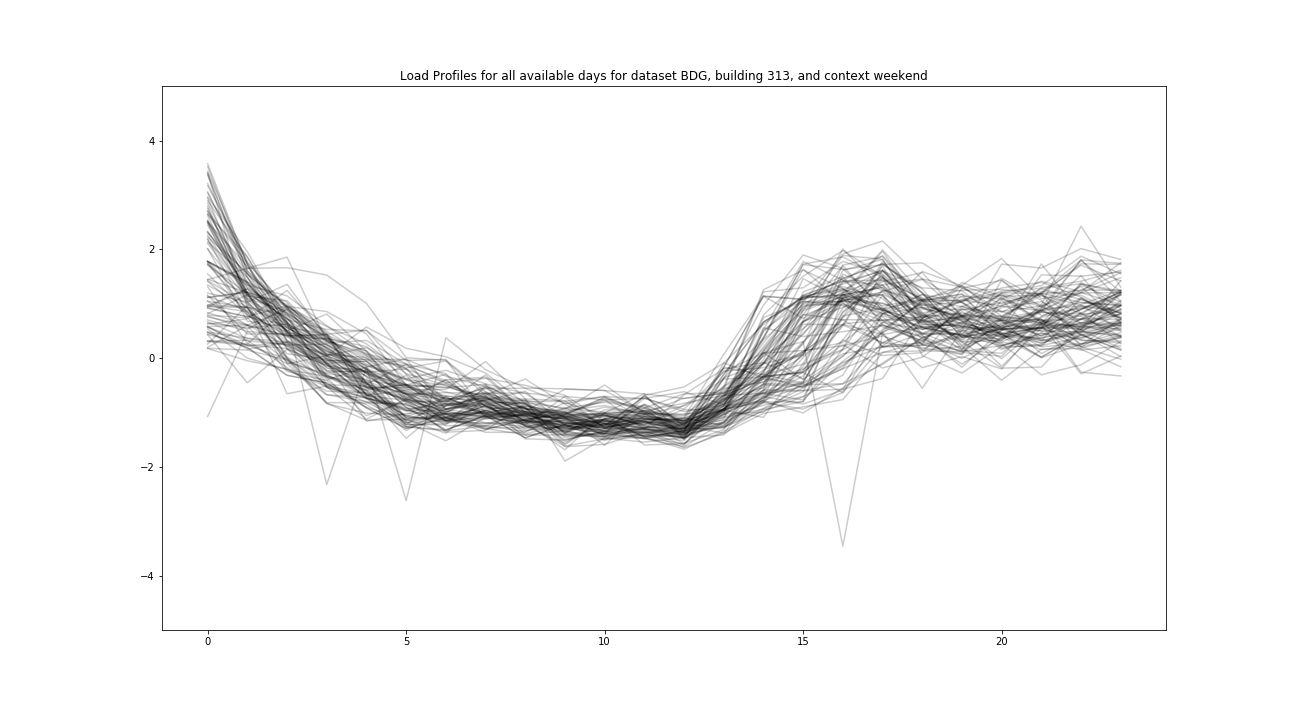 Load Profiles for all available days for dataset BDG, building 313, and context weekend
4
2
0
−2
−4
0 5 10 15 20